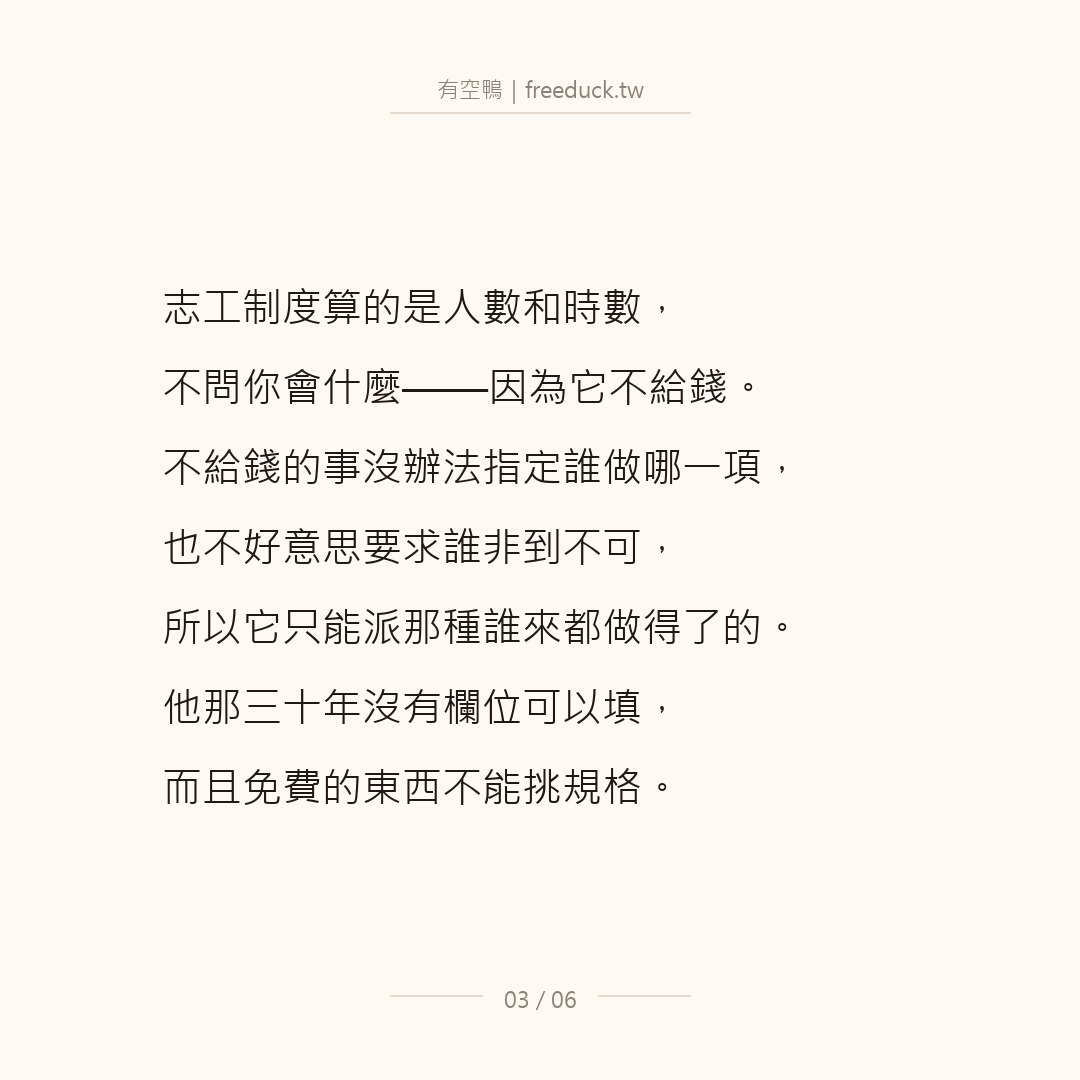 有空鴨 | freeduck.tw
志工制度算的是人數和時數，
不問你會什麼——因為它不給錢。
不給錢的事沒辦法指定誰做哪一項，
也不好意思要求誰非到不可，
所以它只能派那種誰來都做得了的。
他那三十年沒有欄位可以填，
而且免費的東西不能挑規格。
03 / 06